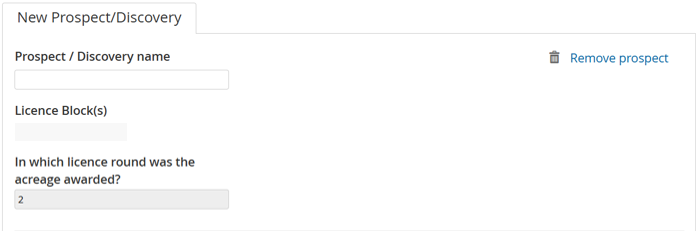 New Prospect/Discovery
Prospect / Discovery name
Remove prospect
Licence Block(s)
In which licence round was the
acreage awarded?
2